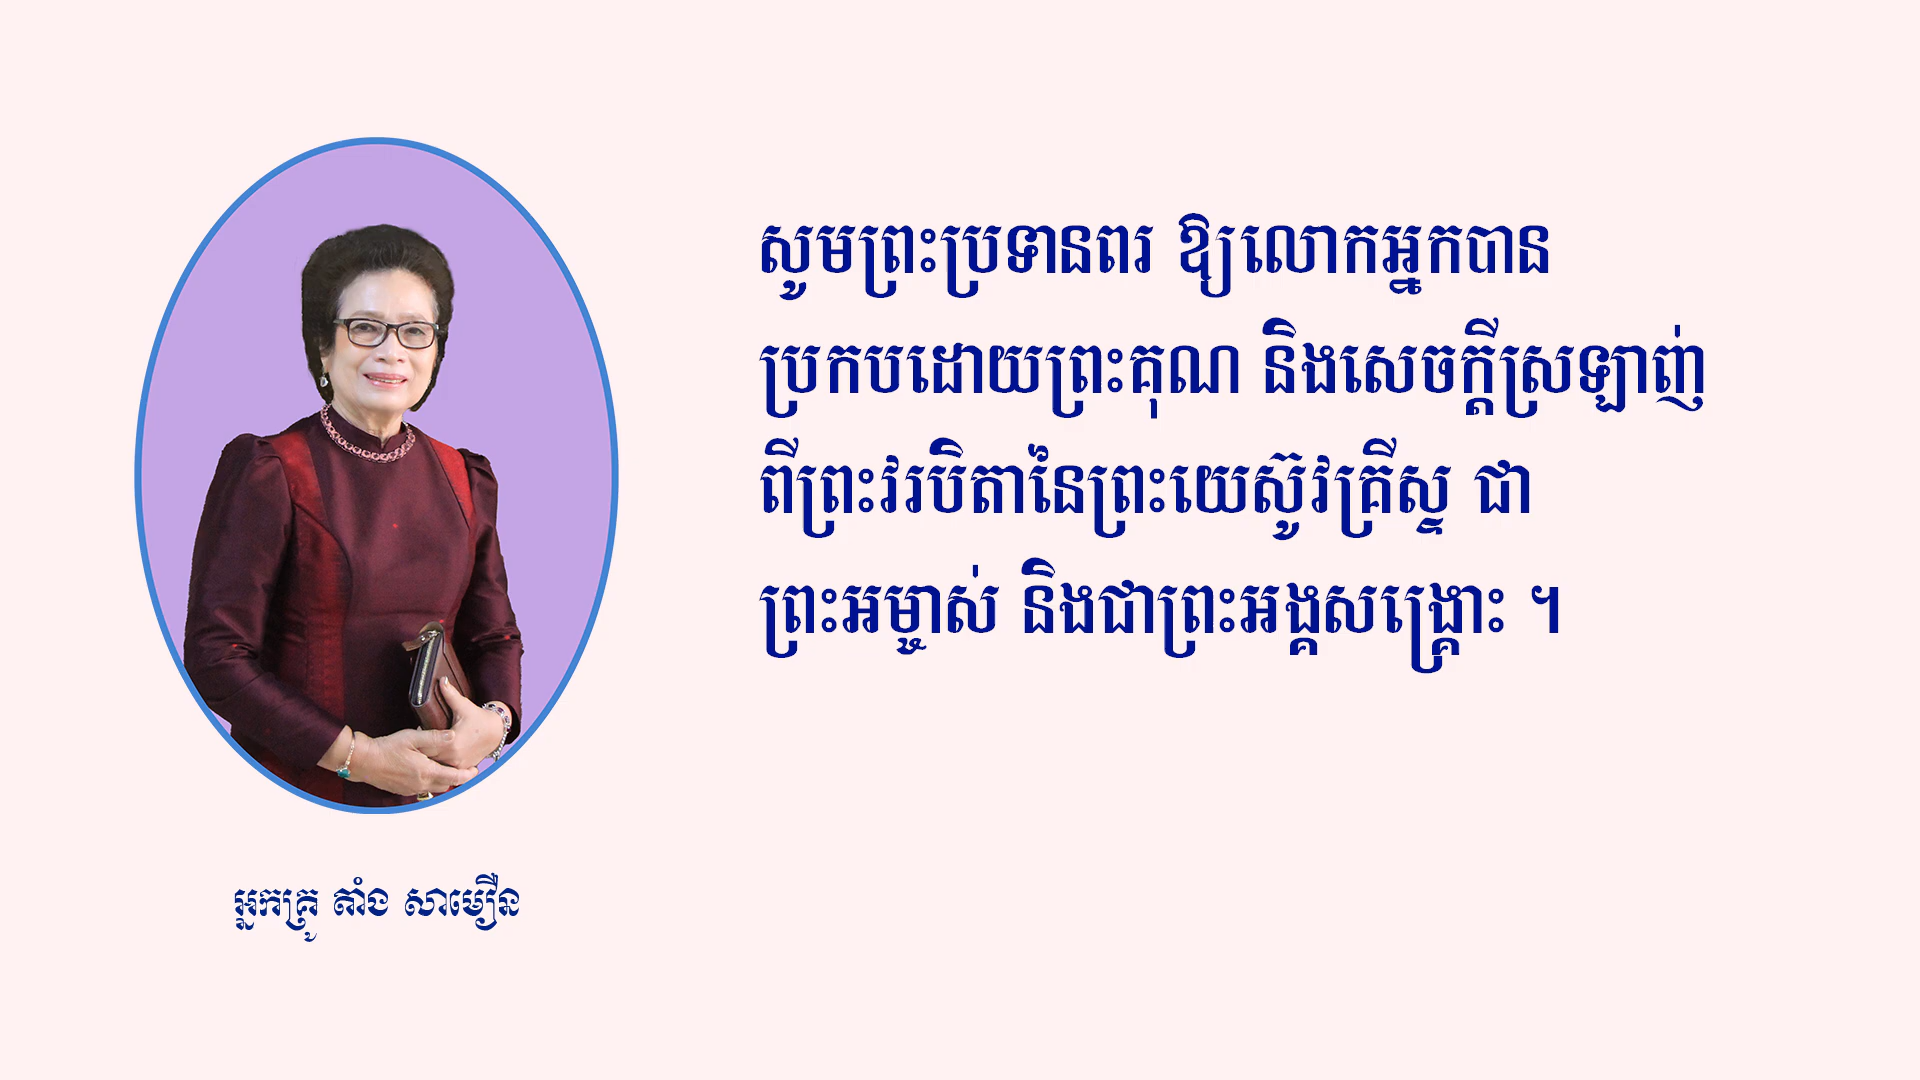 សូមព្រះប្រទានពរ ឱ្យលោកអ្នកបាន
ប្រកបដោយព្រះគុណ និងសេចក្ដីស្រឡាញ់
ពីព្រះវរបិតានៃព្រះយេស៊ូវគ្រីស្ទ ជា
ព្រះអម្ចាស់ និងជាព្រះអង្គសង្គ្រោះ ។
អ្នកគ្រូ តាំង សាមឿន